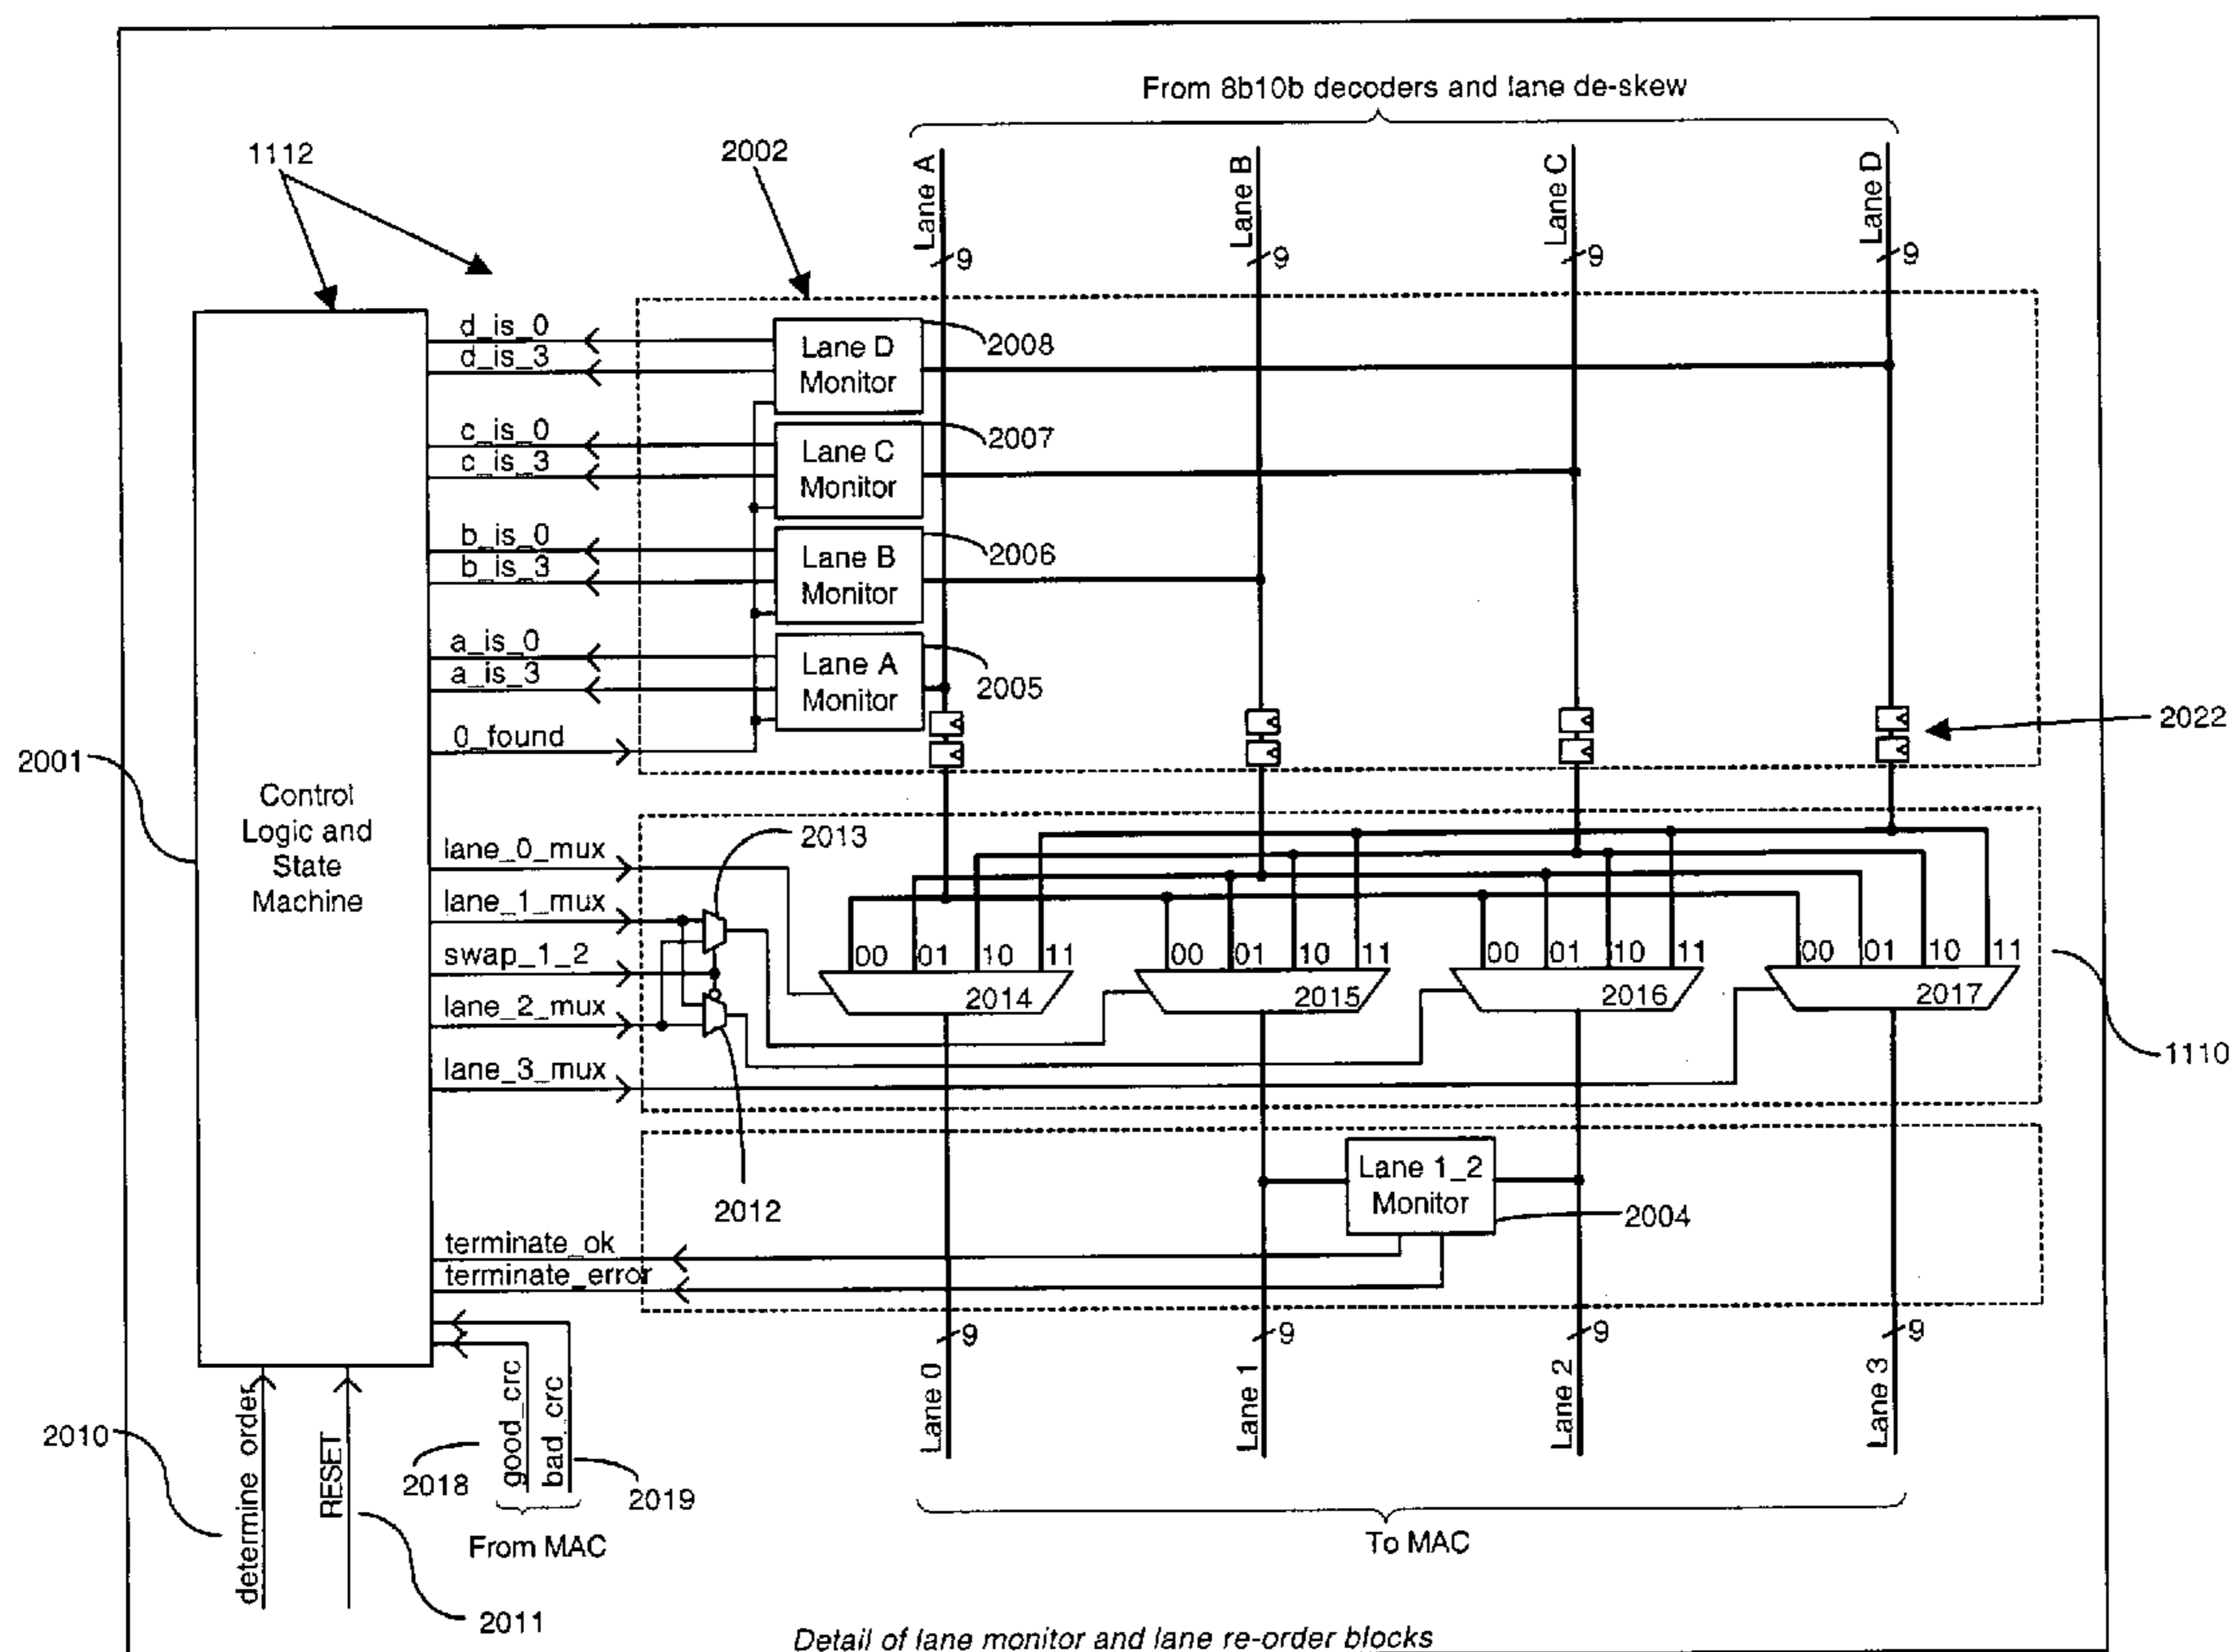 From 8b10b decoders and lane de-skew
1112
2002
Lane A
Lane B
Lane C
Lane D
9
9
9
9
d_is_0
d_is_3
Lane D
Monitor
2008
c_is_0
c_is_3
Lane C
Monitor
2007
b_is_0
b_is_3
Lane B
Monitor
2006
a_is_0
a_is_3
Lane A
Monitor
2005
0_found
2022
2001
Control
Logic and
State
Machine
lane_0_mux
lane_1_mux
swap_1_2
lane_2_mux
lane_3_mux
2013
00 01 10 11
00 01 10 11
00 01 10 11
00 01 10 11
2014
2015
2016
2017
1110
2012
Lane 1_2
Monitor
2004
terminate_ok
terminate_error
9
9
9
9
Lane 0
Lane 1
Lane 2
Lane 3
2010
determine order
RESET
2011
2018
good_crc
bad_crc
2019
From MAC
To MAC
Detail of lane monitor and lane re-order blocks